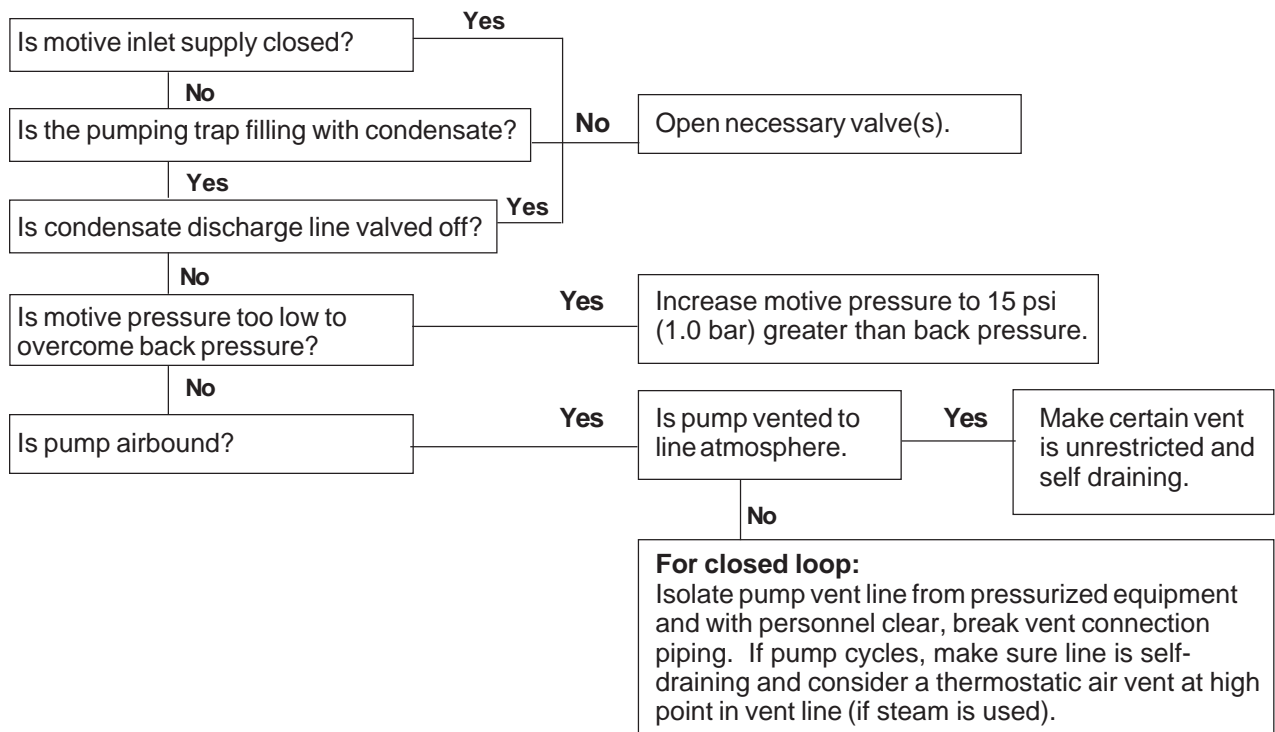 Yes
Is motive inlet supply closed?
No
Is the pumping trap filling with condensate?
No
Open necessary valve(s).
Yes
Yes
Is condensate discharge line valved off?
No
Is motive pressure too low to
overcome back pressure?
Yes
Increase motive pressure to 15 psi
(1.0 bar) greater than back pressure.
No
Is pump airbound?
Yes
Is pump vented to
line atmosphere.
Yes
Make certain vent
is unrestricted and
self draining.
No
For closed loop:
Isolate pump vent line from pressurized equipment
and with personnel clear, break vent connection
piping. If pump cycles, make sure line is self-
draining and consider a thermostatic air vent at high
point in vent line (if steam is used).